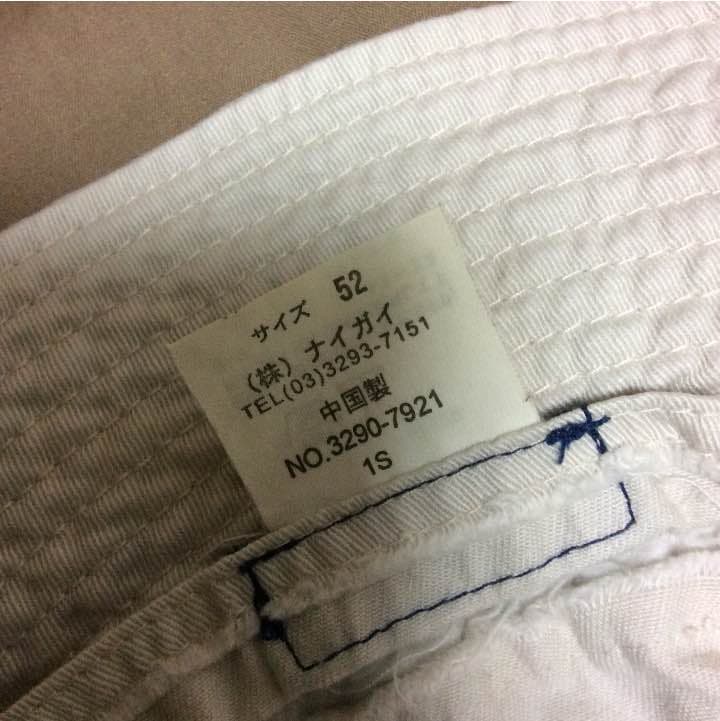 サイズ 52
(株) ナイガイ
TEL(03)3293-7151
中国製
NO.3290-7921
1S